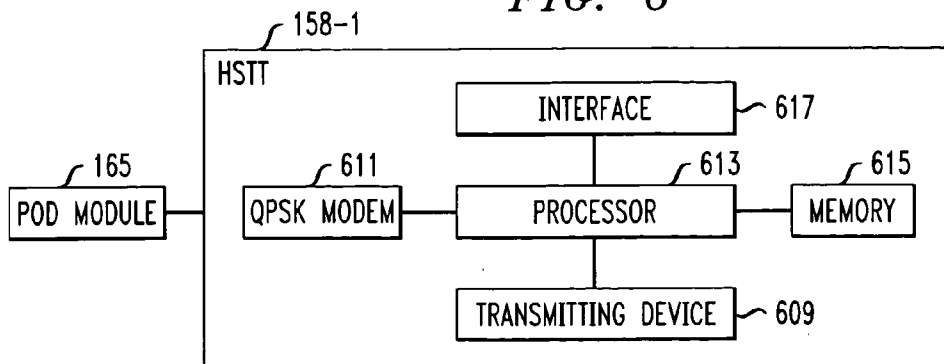 FIG. 6
158-1
HSTT
INTERFACE
617
165
611
613
615
POD MODULE
QPSK MODEM
PROCESSOR
MEMORY
TRANSMITTING DEVICE
609